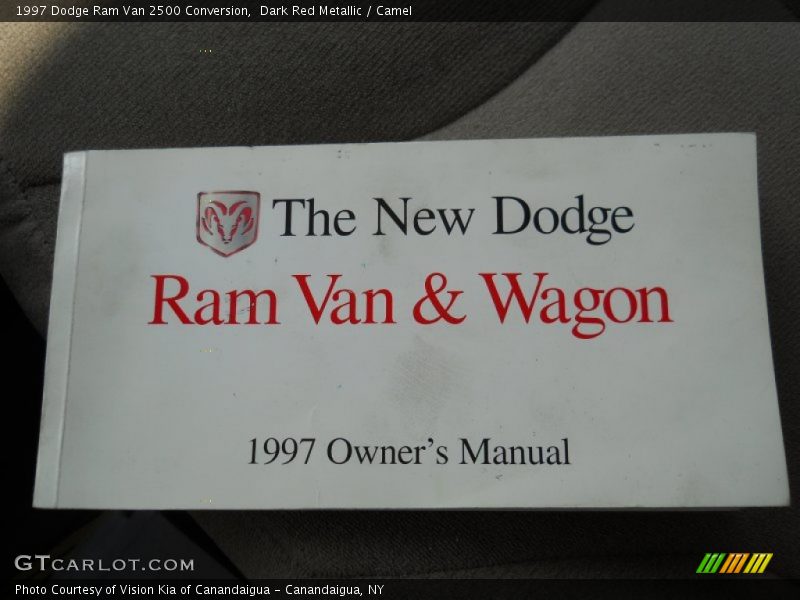 1997 Dodge Ram Van 2500 Conversion,  Dark Red Metallic / Camel
The New Dodge
Ram Van & Wagon
1997 Owner's Manual
GTCARLOT.COM
Photo Courtesy of Vision Kia of Canandaigua - Canandaigua, NY